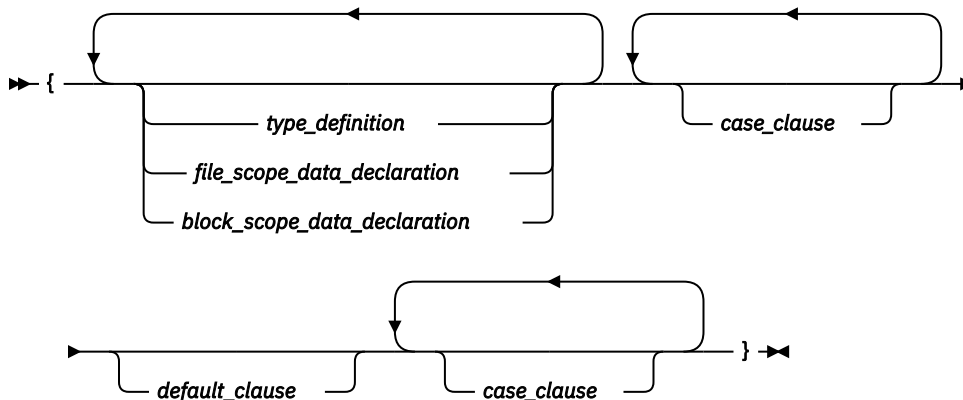 {
type_definition
case_clause
file_scope_data_declaration
block_scope_data_declaration
}
default_clause
case_clause